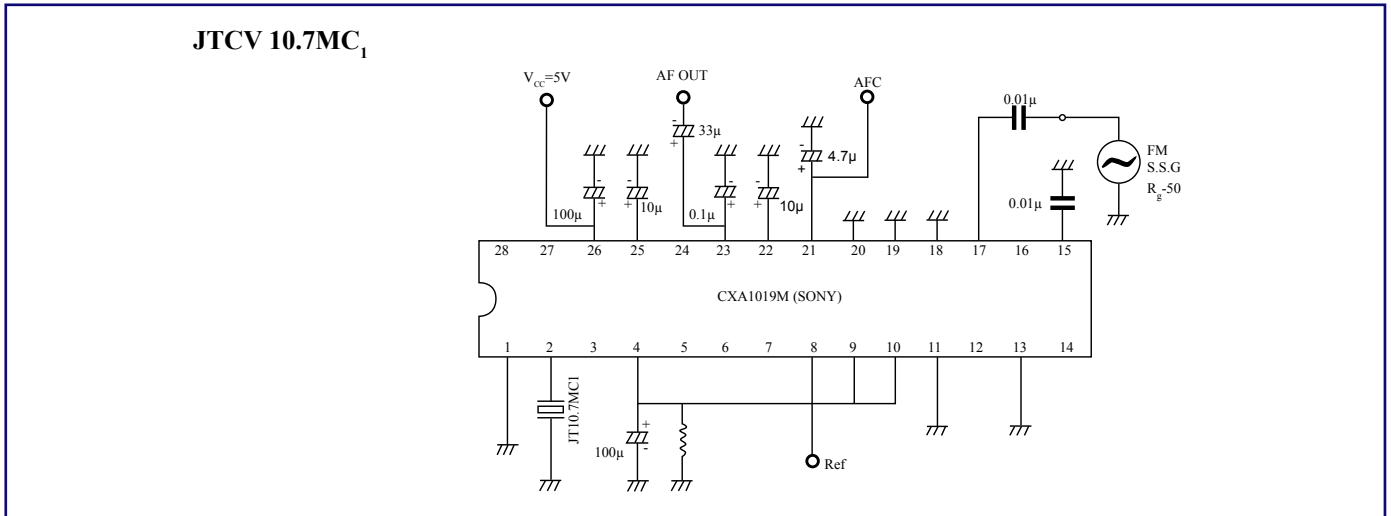 JTCV 10.7MC₁
V_CC=5V
AF OUT
AFC
0.01μ
33μ
4.7μ
FM
S.S.G
R_g-50
0.01μ
100μ
10μ
0.1μ
10μ
28 27 26 25 24 23 22 21 20 19 18 17 16 15
CXA1019M (SONY)
1 2 3 4 5 6 7 8 9 10 11 12 13 14
JT10.7MC1
100μ
Ref